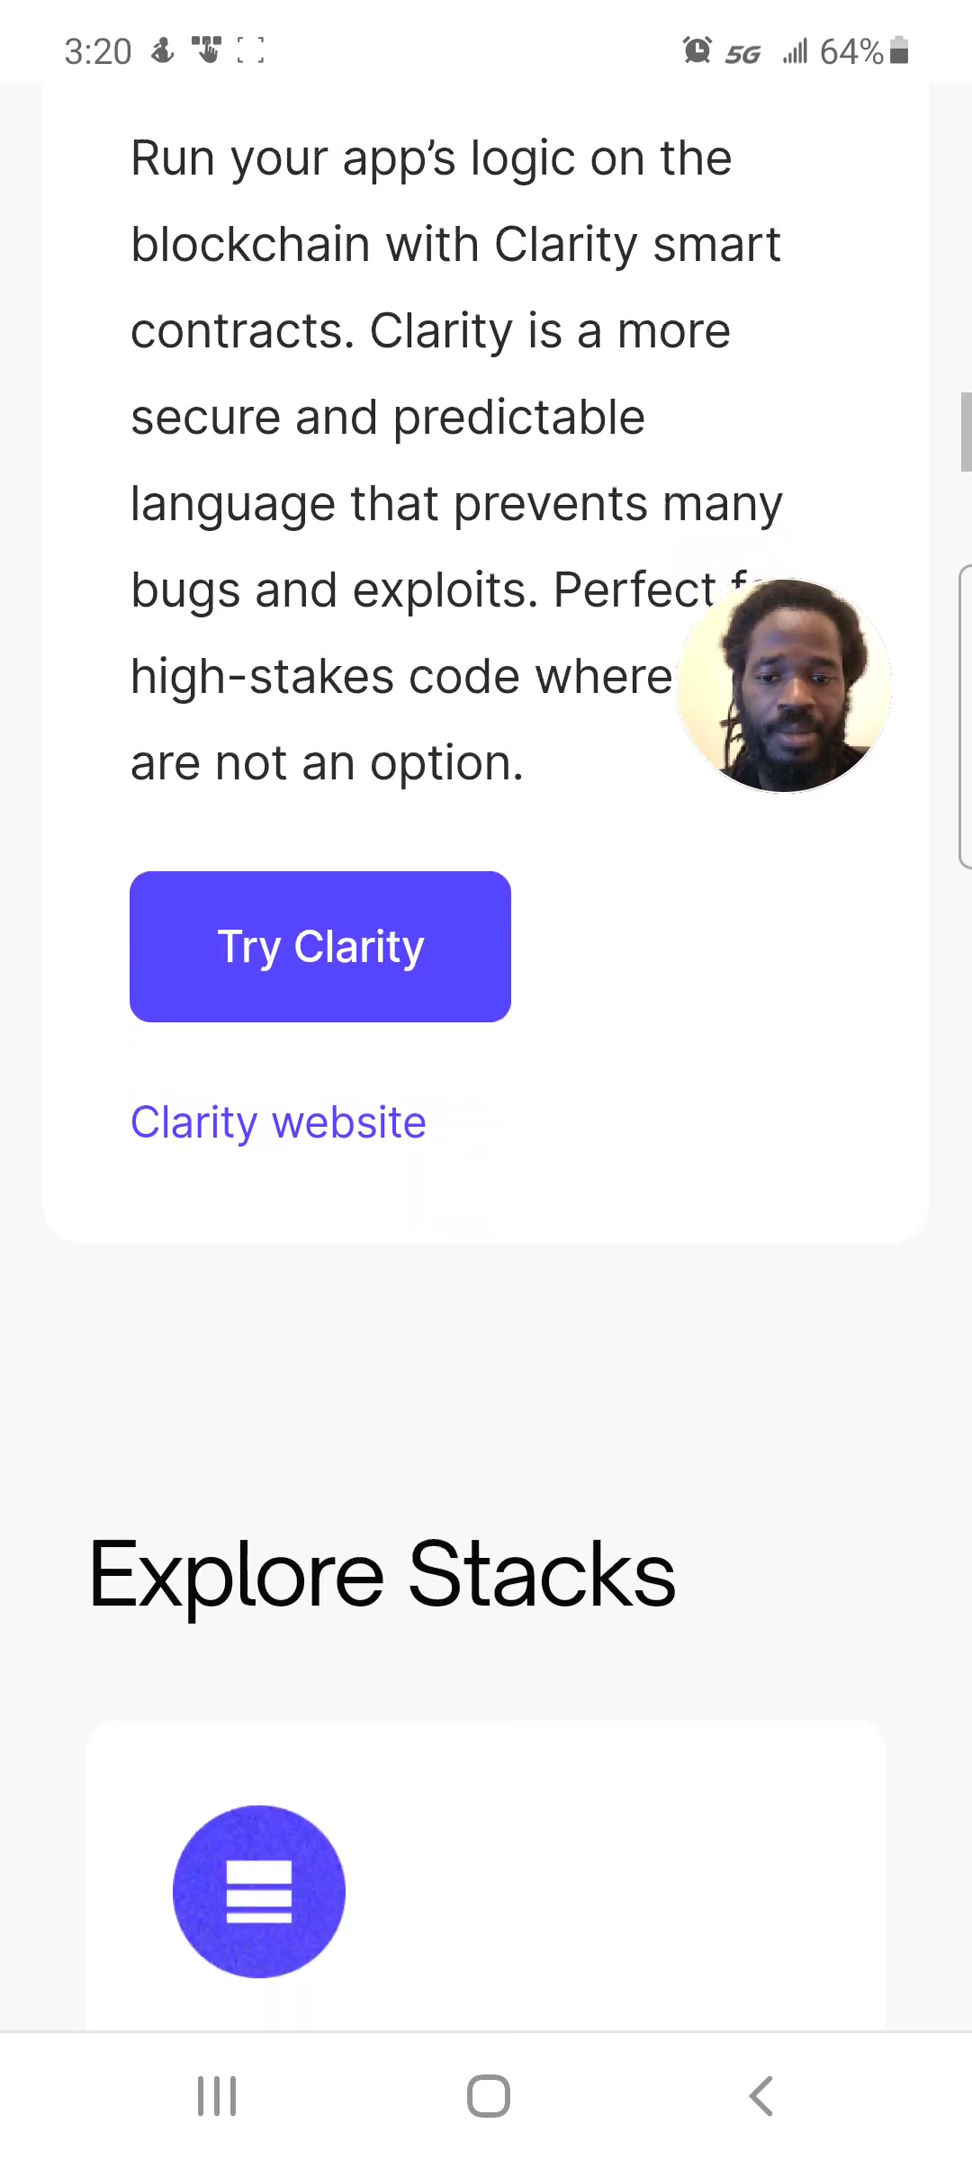 3:20 5G 64%
Run your app’s logic on the
blockchain with Clarity smart
contracts. Clarity is a more
secure and predictable
language that prevents many
bugs and exploits. Perfect
high-stakes code where
are not an option.
Try Clarity
Clarity website
Explore Stacks